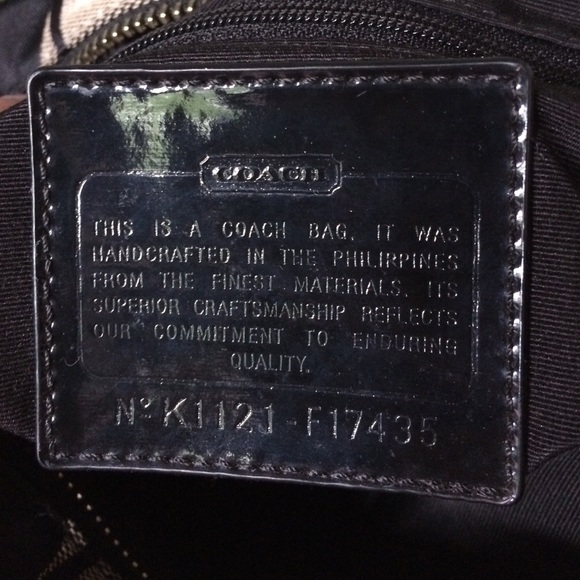 COACH
THIS IS A COACH BAG. IT WAS
HANDCRAFTED IN THE PHILIPPINES
FROM THE FINEST MATERIALS. ITS
SUPERIOR CRAFTSMANSHIP REFLECTS
OUR COMMITMENT TO ENDURING
QUALITY.
Nº K1121-F17435